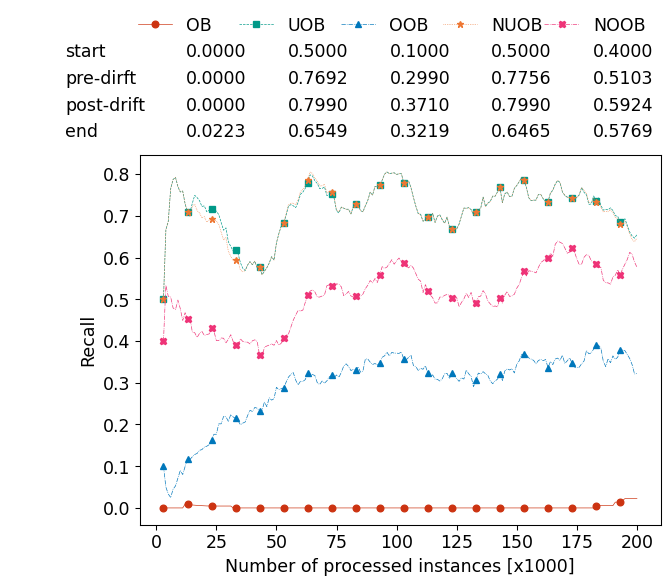 OB UOB OOB NUOB NOOB
start 0.0000 0.5000 0.1000 0.5000 0.4000
pre-dirft 0.0000 0.7692 0.2990 0.7756 0.5103
post-drift 0.0000 0.7990 0.3710 0.7990 0.5924
end 0.0223 0.6549 0.3219 0.6465 0.5769
0.8
0.7
0.6
0.5
0.4
0.3
0.2
0.1
0.0
Recall
0 25 50 75 100 125 150 175 200
Number of processed instances [x1000]